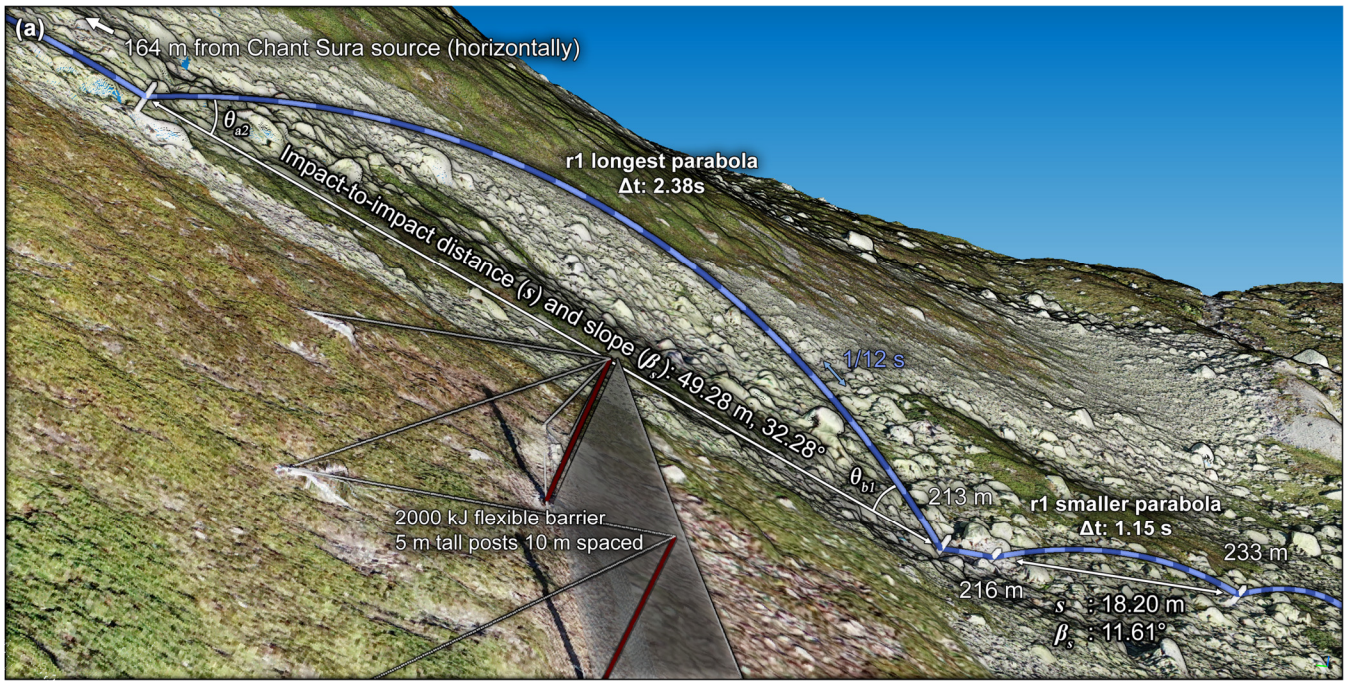 (a)
164 m from Chant Sura source (horizontally)
θa2
r1 longest parabola
Δt: 2.38s
Impact-to-impact distance (s) and slope (βs): 49.28 m, 32.28°
1/12 s
θb1
213 m
2000 kJ flexible barrier
5 m tall posts 10 m spaced
r1 smaller parabola
Δt: 1.15 s
233 m
216 m
s : 18.20 m
βs : 11.61°